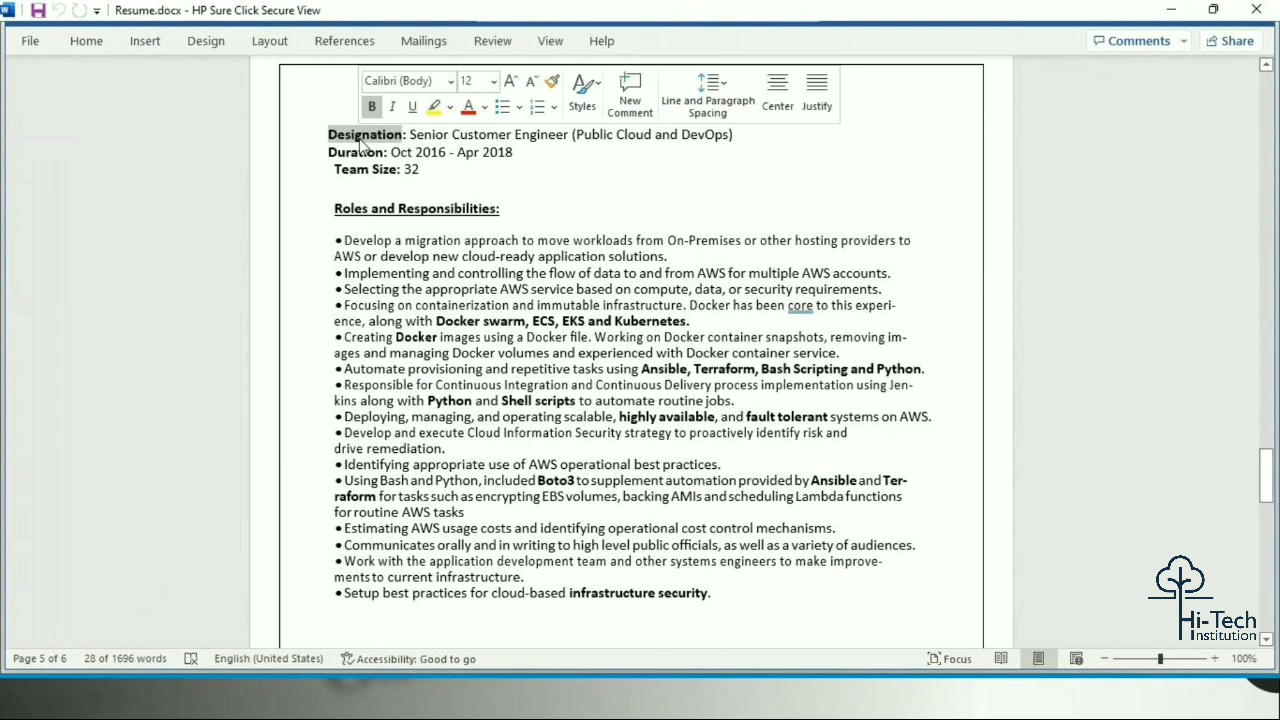 Resume.docx - HP Sure Click Secure View
File Home Insert Design Layout References Mailings Review View Help Comments Share
Calibri (Body) 12
B I U A Styles New Comment Line and Paragraph Spacing Center Justify
Designation: Senior Customer Engineer (Public Cloud and DevOps)
Duration: Oct 2016 - Apr 2018
Team Size: 32
Roles and Responsibilities:
•Develop a migration approach to move workloads from On-Premises or other hosting providers to
AWS or develop new cloud-ready application solutions.
•Implementing and controlling the flow of data to and from AWS for multiple AWS accounts.
•Selecting the appropriate AWS service based on compute, data, or security requirements.
•Focusing on containerization and immutable infrastructure. Docker has been core to this experi-
ence, along with Docker swarm, ECS, EKS and Kubernetes.
•Creating Docker images using a Docker file. Working on Docker container snapshots, removing im-
ages and managing Docker volumes and experienced with Docker container service.
•Automate provisioning and repetitive tasks using Ansible, Terraform, Bash Scripting and Python.
•Responsible for Continuous Integration and Continuous Delivery process implementation using Jen-
kins along with Python and Shell scripts to automate routine jobs.
•Deploying, managing, and operating scalable, highly available, and fault tolerant systems on AWS.
•Develop and execute Cloud Information Security strategy to proactively identify risk and
drive remediation.
•Identifying appropriate use of AWS operational best practices.
•Using Bash and Python, included Boto3 to supplement automation provided by Ansible and Ter-
raform for tasks such as encrypting EBS volumes, backing AMIs and scheduling Lambda functions
for routine AWS tasks
•Estimating AWS usage costs and identifying operational cost control mechanisms.
•Communicates orally and in writing to high level public officials, as well as a variety of audiences.
•Work with the application development team and other systems engineers to make improve-
ments to current infrastructure.
•Setup best practices for cloud-based infrastructure security.
Hi-Tech
Institution
Page 5 of 6 28 of 1696 words English (United States) Accessibility: Good to go Focus 100%